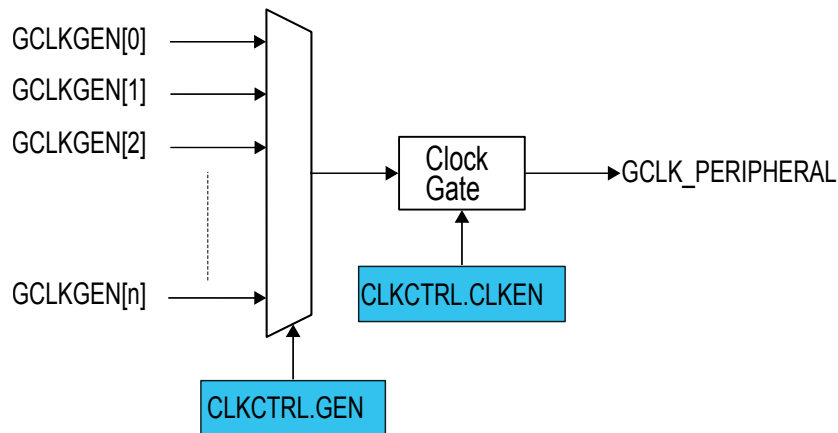 GCLKGEN[0]
GCLKGEN[1]
GCLKGEN[2]
Clock
Gate
GCLK_PERIPHERAL
GCLKGEN[n]
CLKCTRL.CLKEN
CLKCTRL.GEN